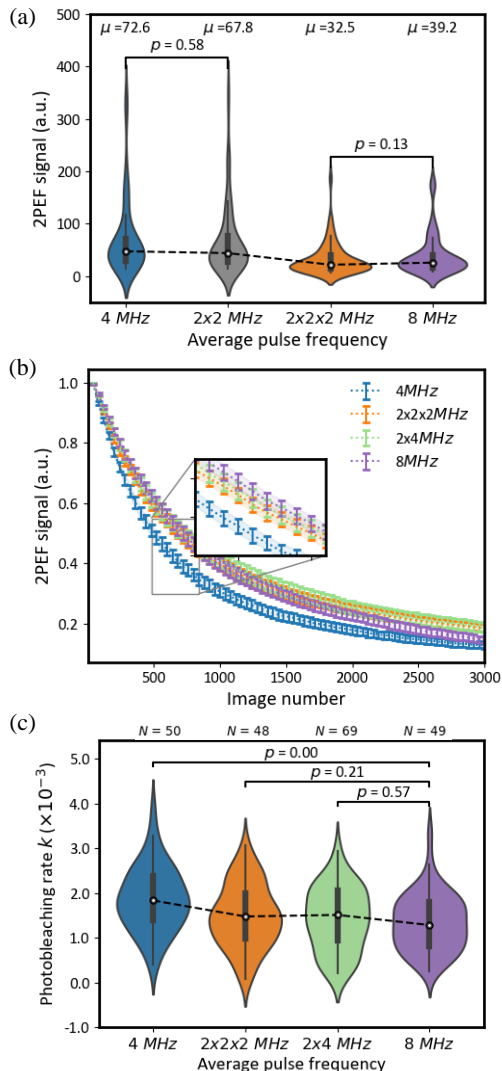 (a)
μ =72.6 μ =67.8 μ =32.5 μ =39.2
p = 0.58
p = 0.13
2PEF signal (a.u.)
500
400
300
200
100
0
4 MHz 2x2 MHz 2x2x2 MHz 8 MHz
Average pulse frequency
(b)
4MHz
2x2x2MHz
2x4MHz
8MHz
2PEF signal (a.u.)
1.0
0.8
0.6
0.4
0.2
500 1000 1500 2000 2500 3000
Image number
(c)
N = 50 N = 48 N = 69 N = 49
p = 0.00
p = 0.21
p = 0.57
Photobleaching rate k (×10⁻³)
5.0
4.0
3.0
2.0
1.0
0.0
-1.0
4 MHz 2x2x2 MHz 2x4 MHz 8 MHz
Average pulse frequency